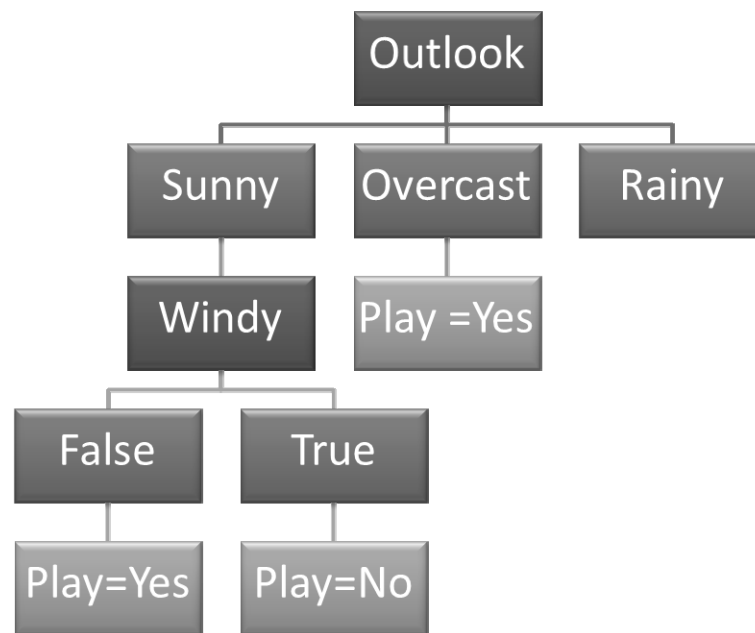 Outlook
Sunny
Overcast
Rainy
Windy
Play =Yes
False
True
Play=Yes
Play=No